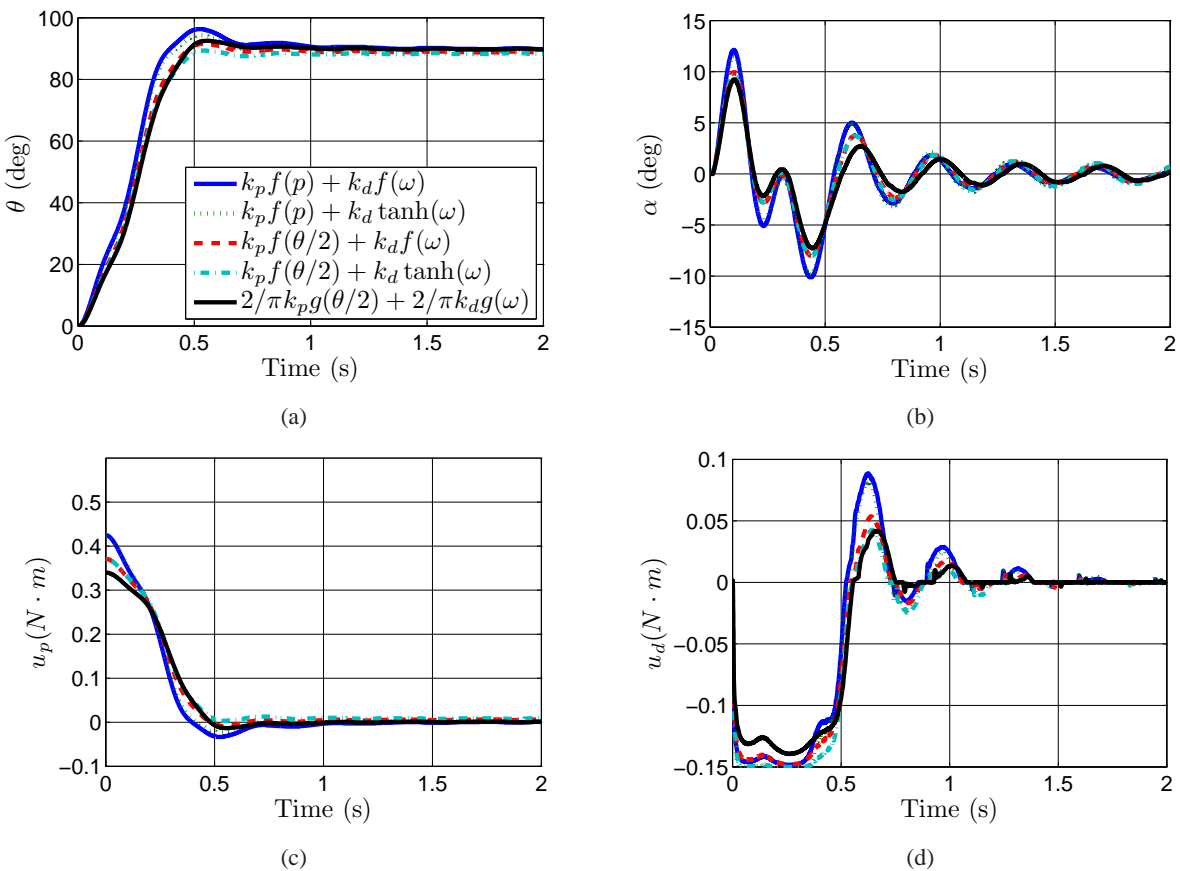 100
80
60
40
20
0
θ (deg)
0 0.5 1 1.5 2
Time (s)
k_p f(p) + k_d f(ω)
k_p f(p) + k_d tanh(ω)
k_p f(θ/2) + k_d f(ω)
k_p f(θ/2) + k_d tanh(ω)
2/πk_p g(θ/2) + 2/πk_d g(ω)
(a)
15
10
5
0
−5
−10
−15
α (deg)
0 0.5 1 1.5 2
Time (s)
(b)
0.5
0.4
0.3
0.2
0.1
0
−0.1
u_p(N · m)
0 0.5 1 1.5 2
Time (s)
(c)
0.1
0.05
0
−0.05
−0.1
−0.15
u_d(N · m)
0 0.5 1 1.5 2
Time (s)
(d)